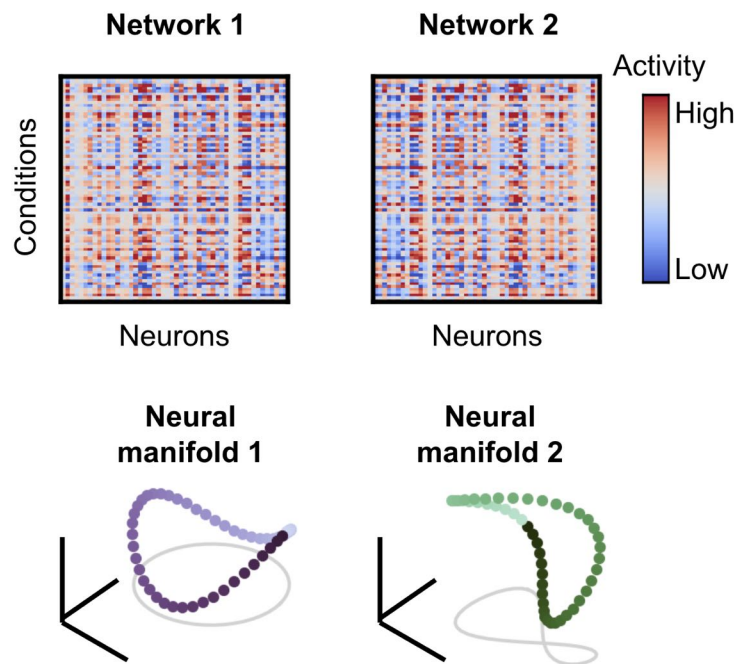 Network 1
Network 2
Activity
High
Low
Conditions
Neurons
Neurons
Neural
manifold 1
Neural
manifold 2